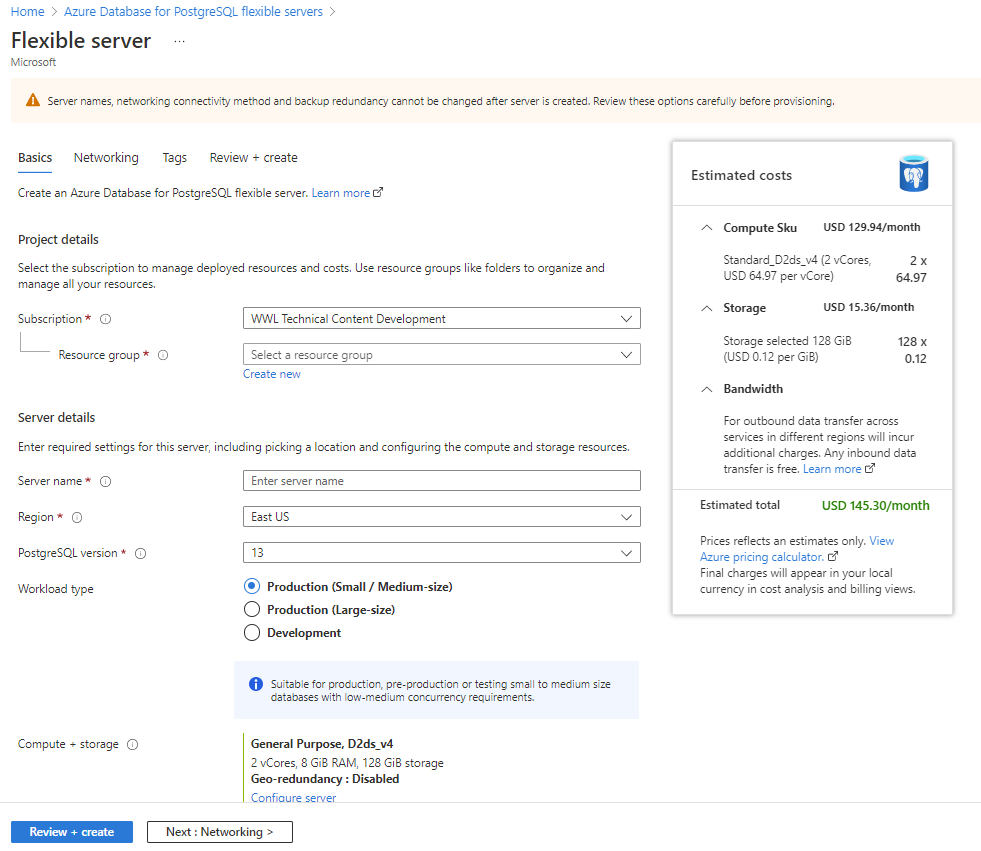 Home > Azure Database for PostgreSQL flexible servers >
Flexible server ...
Microsoft
Server names, networking connectivity method and backup redundancy cannot be changed after server is created. Review these options carefully before provisioning.
Basics Networking Tags Review + create
Create an Azure Database for PostgreSQL flexible server. Learn more
Project details
Select the subscription to manage deployed resources and costs. Use resource groups like folders to organize and
manage all your resources.
Subscription * WWL Technical Content Development
Resource group * Select a resource group
Create new
Server details
Enter required settings for this server, including picking a location and configuring the compute and storage resources.
Server name * Enter server name
Region * East US
PostgreSQL version * 13
Workload type
Production (Small / Medium-size)
Production (Large-size)
Development
Suitable for production, pre-production or testing small to medium size
databases with low-medium concurrency requirements.
Compute + storage
General Purpose, D2ds_v4
2 vCores, 8 GiB RAM, 128 GiB storage
Geo-redundancy : Disabled
Configure server
Review + create Next : Networking >
Estimated costs
Compute Sku USD 129.94/month
Standard_D2ds_v4 (2 vCores, 2 x
USD 64.97 per vCore) 64.97
Storage USD 15.36/month
Storage selected 128 GiB 128 x
(USD 0.12 per GiB) 0.12
Bandwidth
For outbound data transfer across
services in different regions will incur
additional charges. Any inbound data
transfer is free. Learn more
Estimated total USD 145.30/month
Prices reflect an estimates only. View
Azure pricing calculator.
Final charges will appear in your local
currency in cost analysis and billing views.